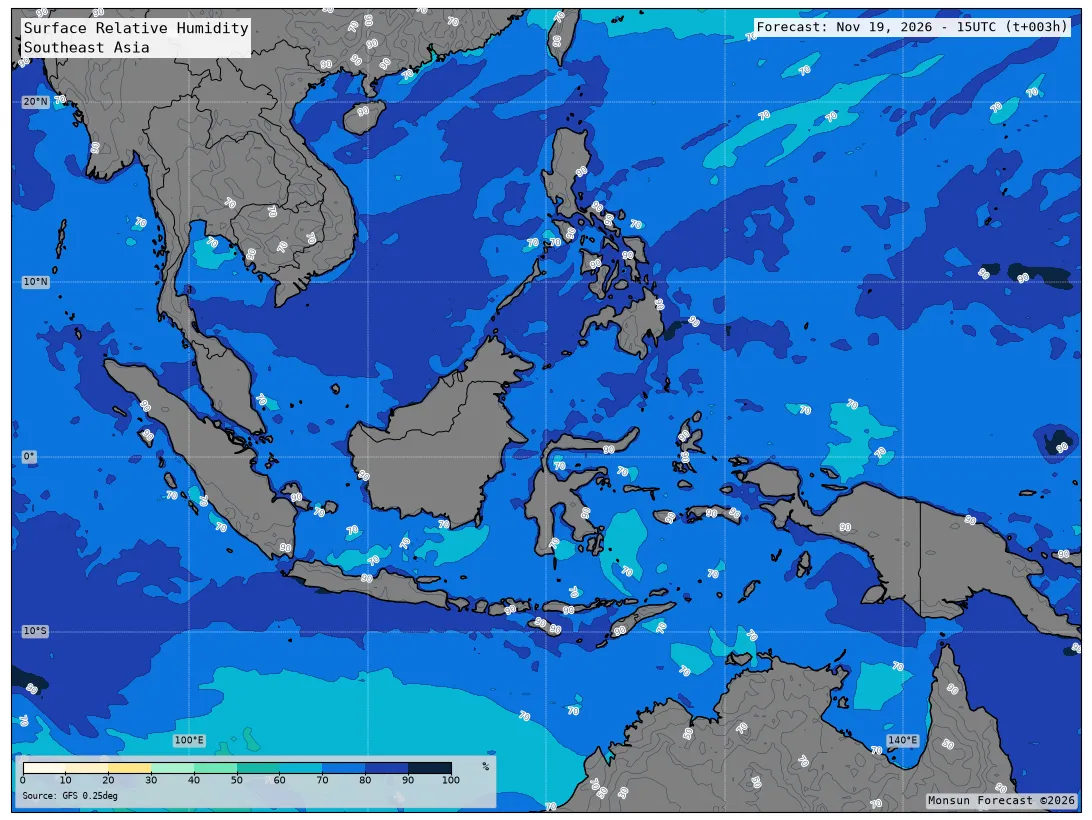 Surface Relative Humidity
Southeast Asia
Forecast: Nov 19, 2026 - 15UTC (t+003h)
20°N
10°N
0°
10°S
100°E
140°E
%
0 10 20 30 40 50 60 70 80 90 100
Source: GFS 0.25deg
Monsun Forecast ©2026